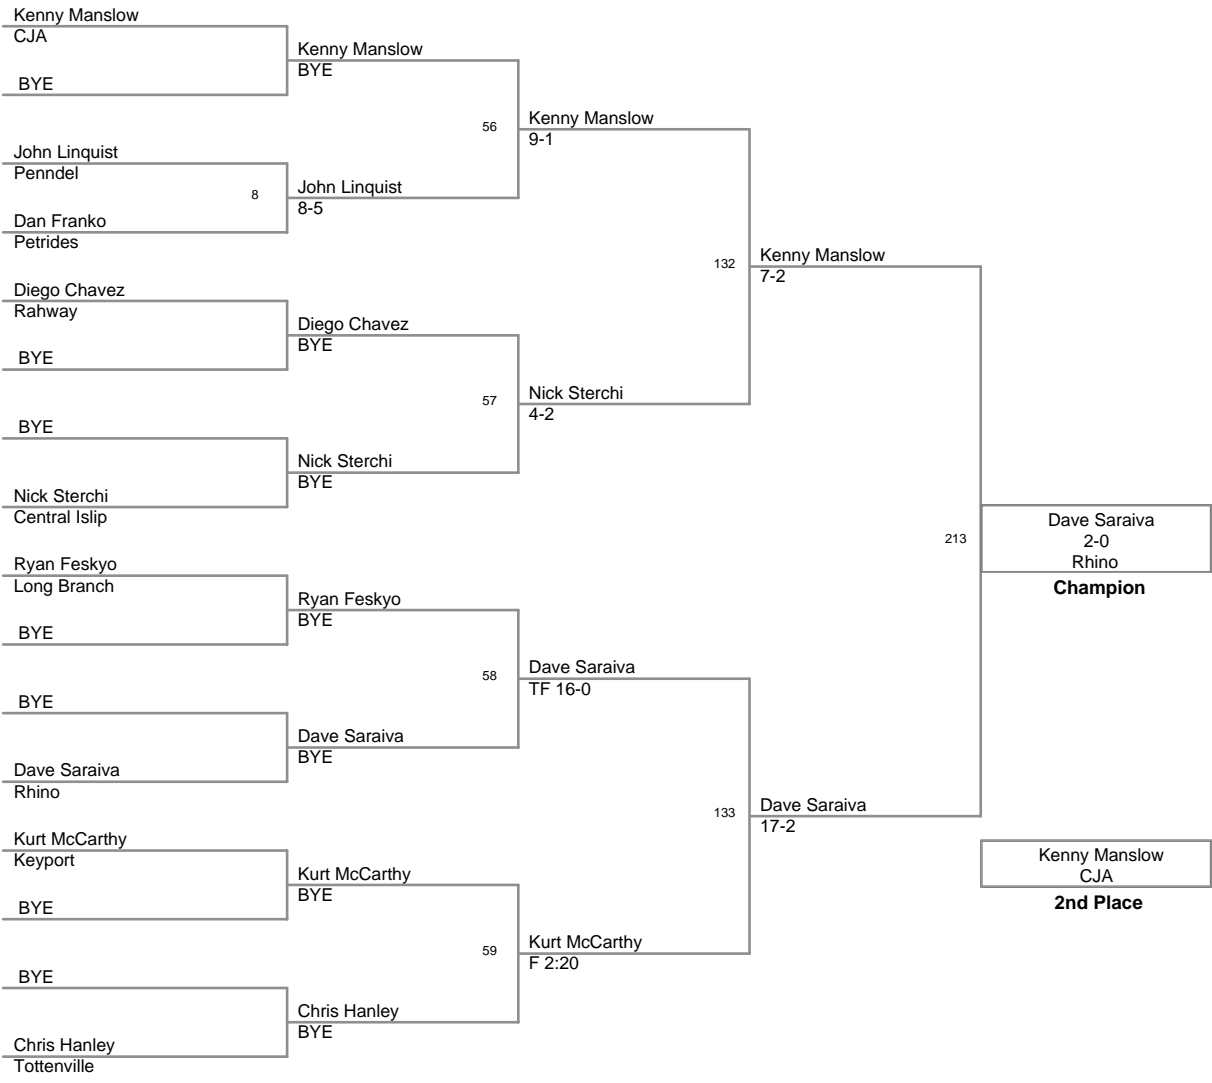 Kenny Manslow
CJA
BYE
John Linquist
Penndel
8
Dan Franko
Petrides
Diego Chavez
Rahway
BYE
BYE
Nick Sterchi
Central Islip
Ryan Feskyo
Long Branch
BYE
BYE
Dave Saraiva
Rhino
Kurt McCarthy
Keyport
BYE
BYE
Chris Hanley
Tottenville
Kenny Manslow
BYE
56
John Linquist
8-5
Diego Chavez
BYE
57
Nick Sterchi
BYE
Ryan Feskyo
BYE
58
Dave Saraiva
BYE
Kurt McCarthy
BYE
59
Chris Hanley
BYE
Kenny Manslow
9-1
132
Nick Sterchi
4-2
Dave Saraiva
TF 16-0
133
Kurt McCarthy
F 2:20
Kenny Manslow
7-2
213
Dave Saraiva
17-2
Dave Saraiva
2-0
Rhino
Champion
Kenny Manslow
CJA
2nd Place